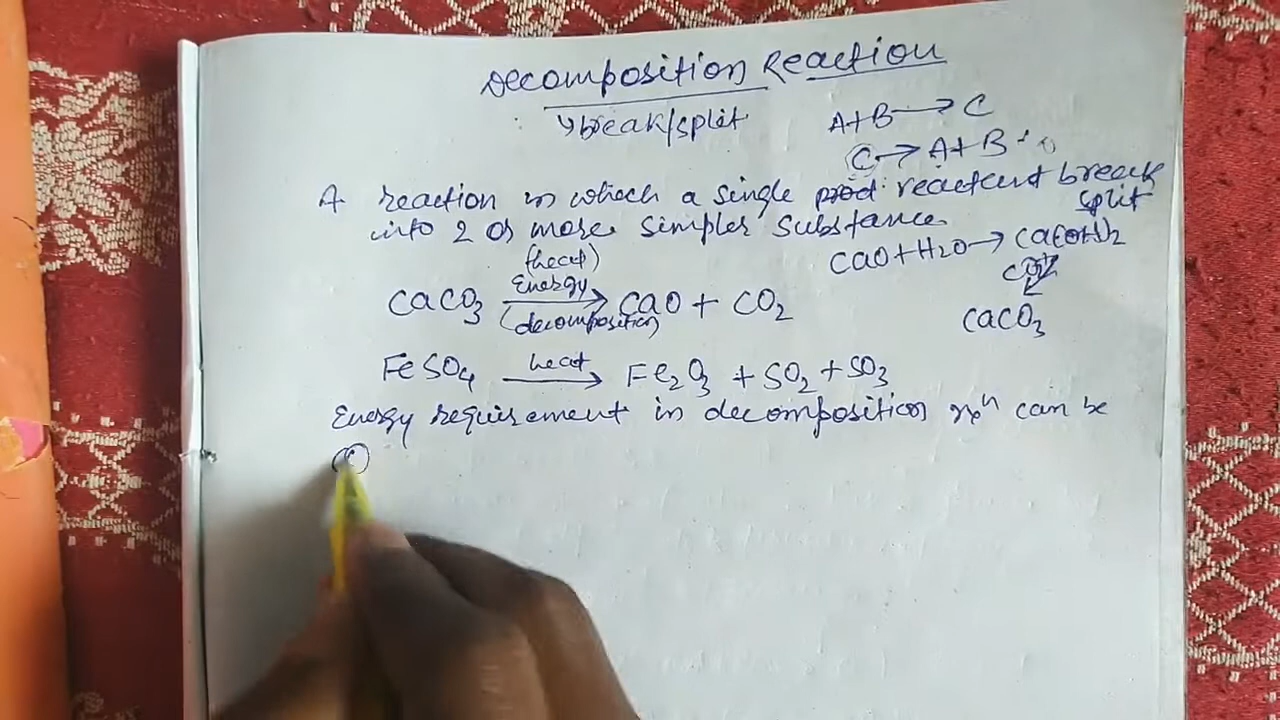 Decomposition Reaction
↳ break/split
A+B → C
C → A+B+
A reaction in which a single prod. reactant break
split
into 2 or more simpler substance
CaO + H2O → Ca(OH)2
CO2
CaCO3
(heat)
Energy
CaCO3 → CaO + CO2
(decomposition)
heat
FeSO4 → Fe2O3 + SO2 + SO3
Energy requirement in decomposition rxn can be